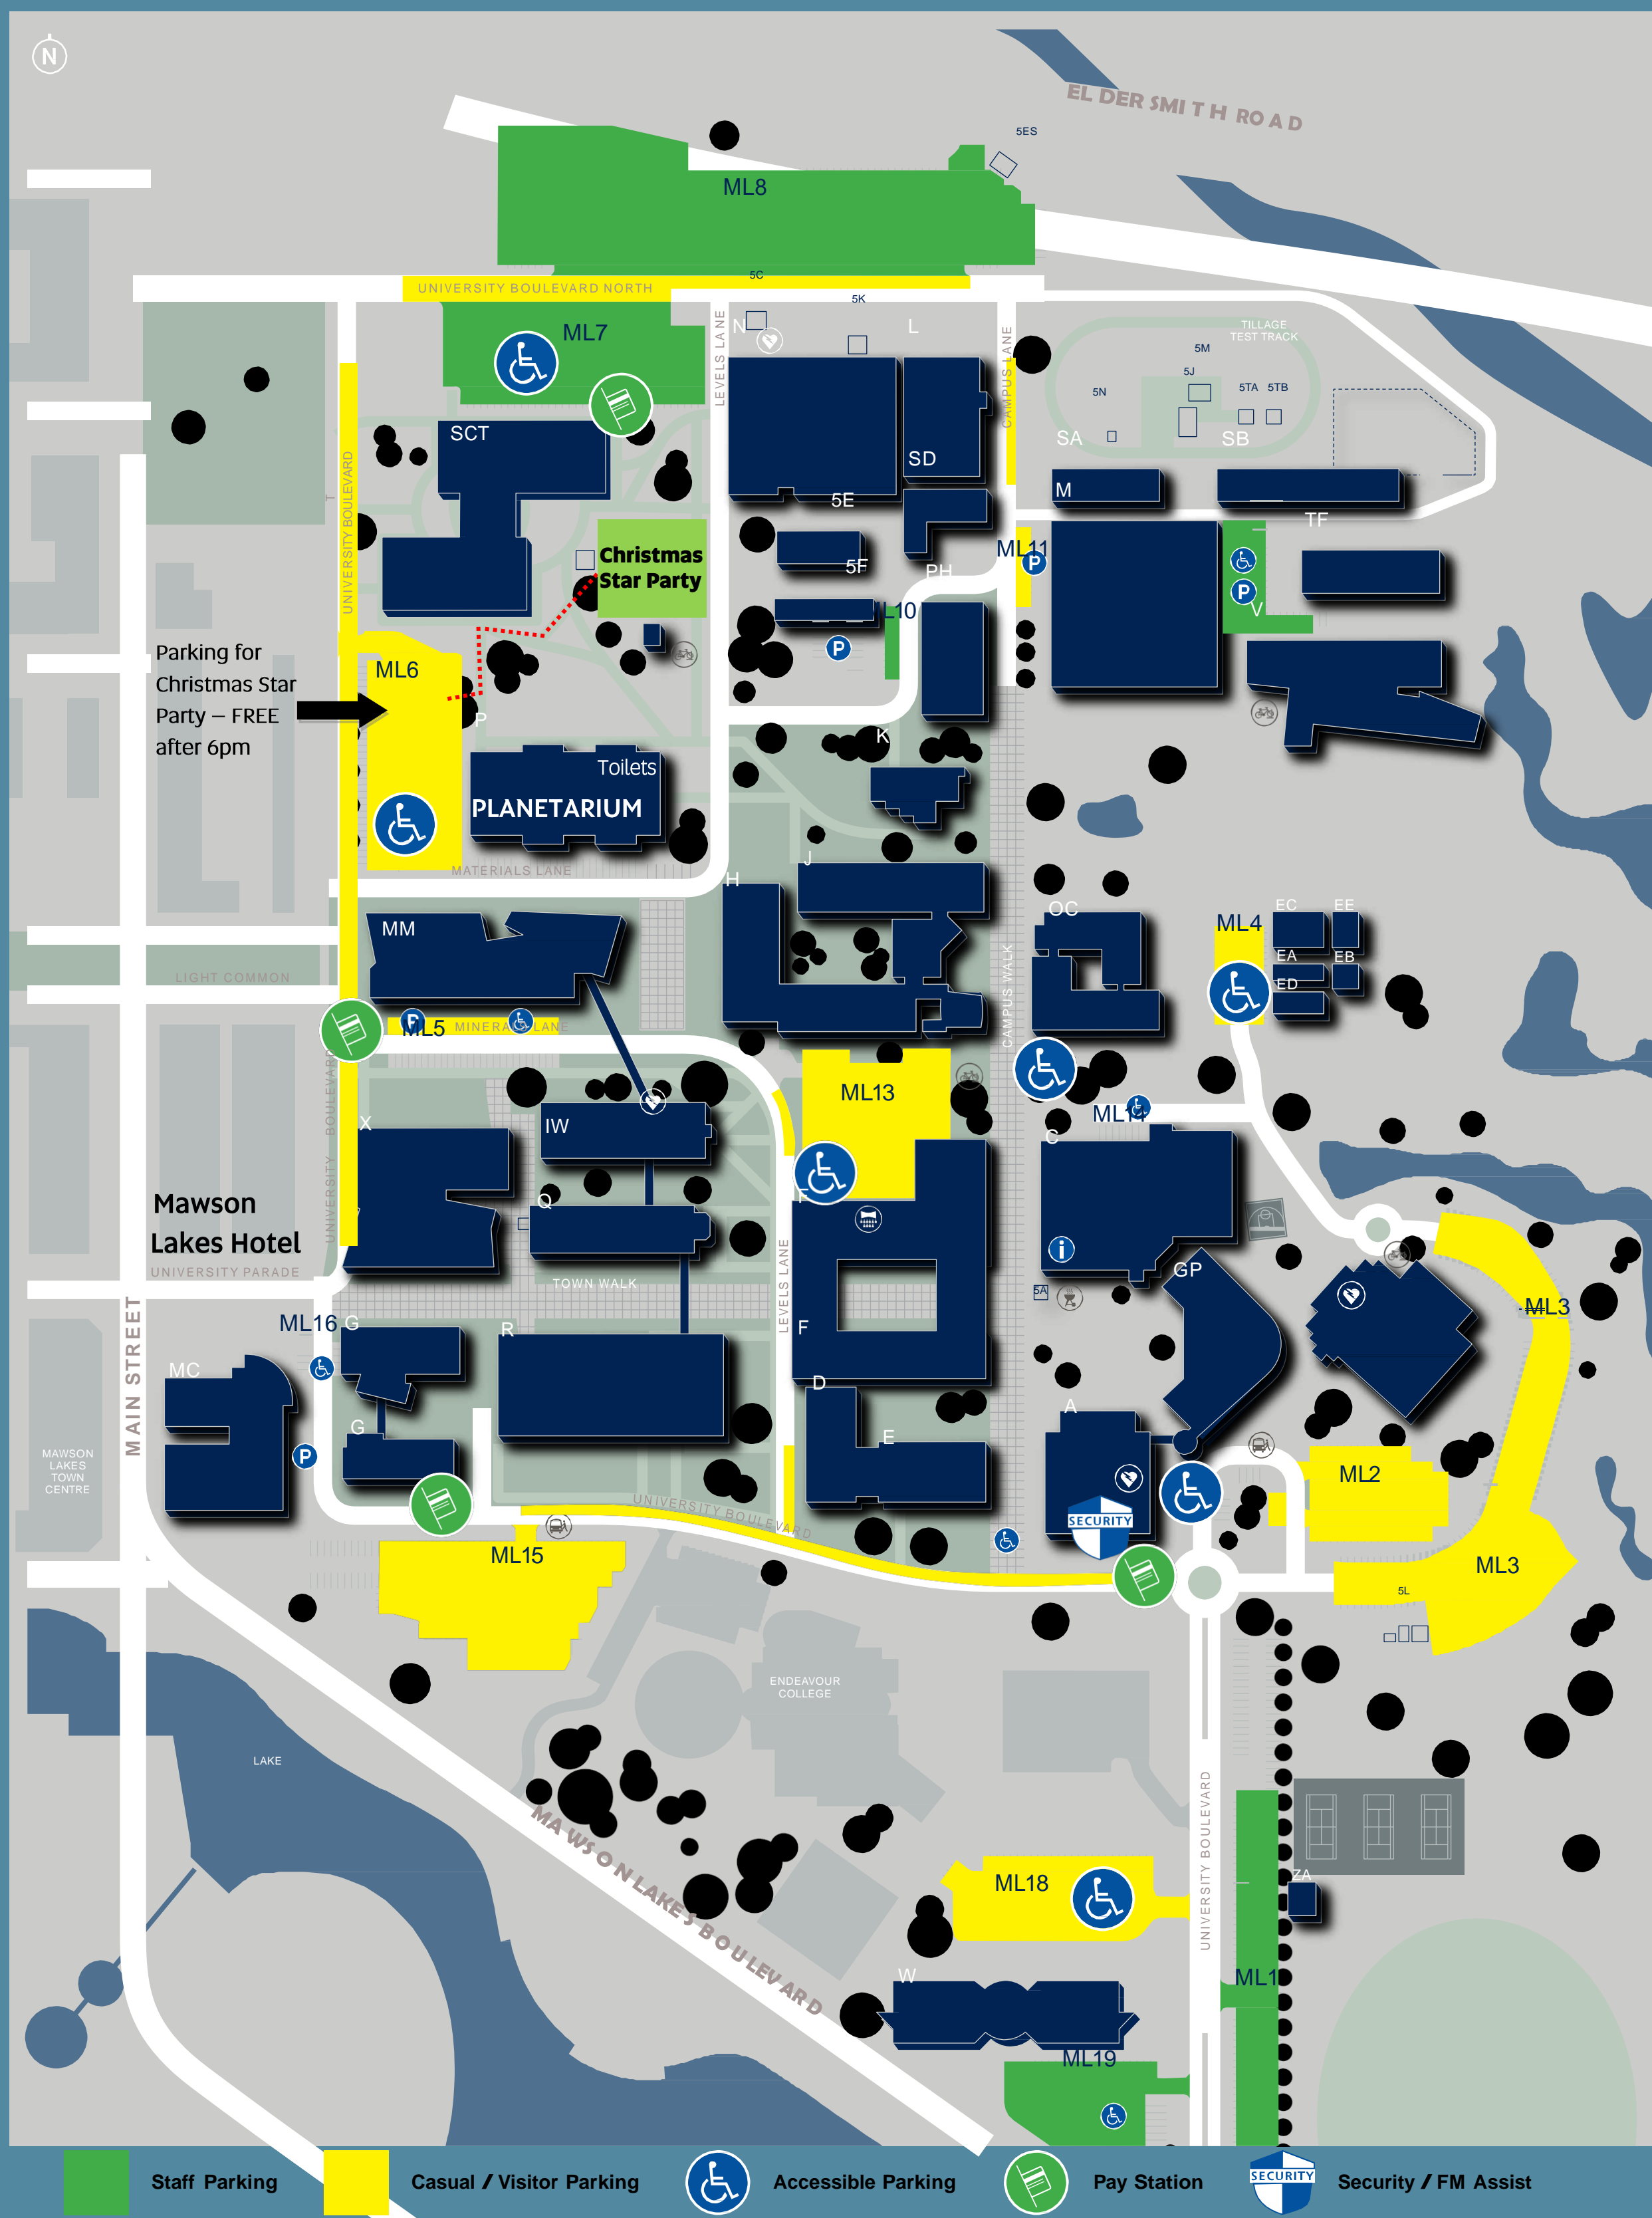 N
ELDER SMITH ROAD
5ES
ML8
5C
UNIVERSITY BOULEVARD NORTH
5K
ML7
LEVELS LANE
N
L
CAMPUS LANE
TILLAGE
TEST TRACK
5M
5J
5N
5TA
5TB
SCT
SD
SA
SB
UNIVERSITY BOULEVARD
5E
M
TF
Christmas
Star Party
ML11
P
5F
PH
P
V
L10
P
Parking for
Christmas Star
Party – FREE
after 6pm
ML6
P
K
Toilets
PLANETARIUM
MATERIALS LANE
J
H
MM
OC
EC
EE
ML4
EA
EB
ED
LIGHT COMMON
CAMPUS WALK
P
ML5
MINERALS LANE
ML13
ML14
UNIVERSITY BOULEVARD
X
IW
C
Mawson
Lakes Hotel
Q
F
i
UNIVERSITY PARADE
TOWN WALK
LEVELS LANE
GP
5A
ML3
MAIN STREET
ML16
G
R
F
MC
D
A
G
E
P
MAWSON
LAKES
TOWN
CENTRE
ML2
UNIVERSITY BOULEVARD
SECURITY
ML15
ML3
5L
ENDEAVOUR
COLLEGE
LAKE
MAWSON LAKES BOULEVARD
UNIVERSITY BOULEVARD
ML18
ZA
W
ML1
ML19
Staff Parking
Casual / Visitor Parking
Accessible Parking
Pay Station
SECURITY
Security / FM Assist